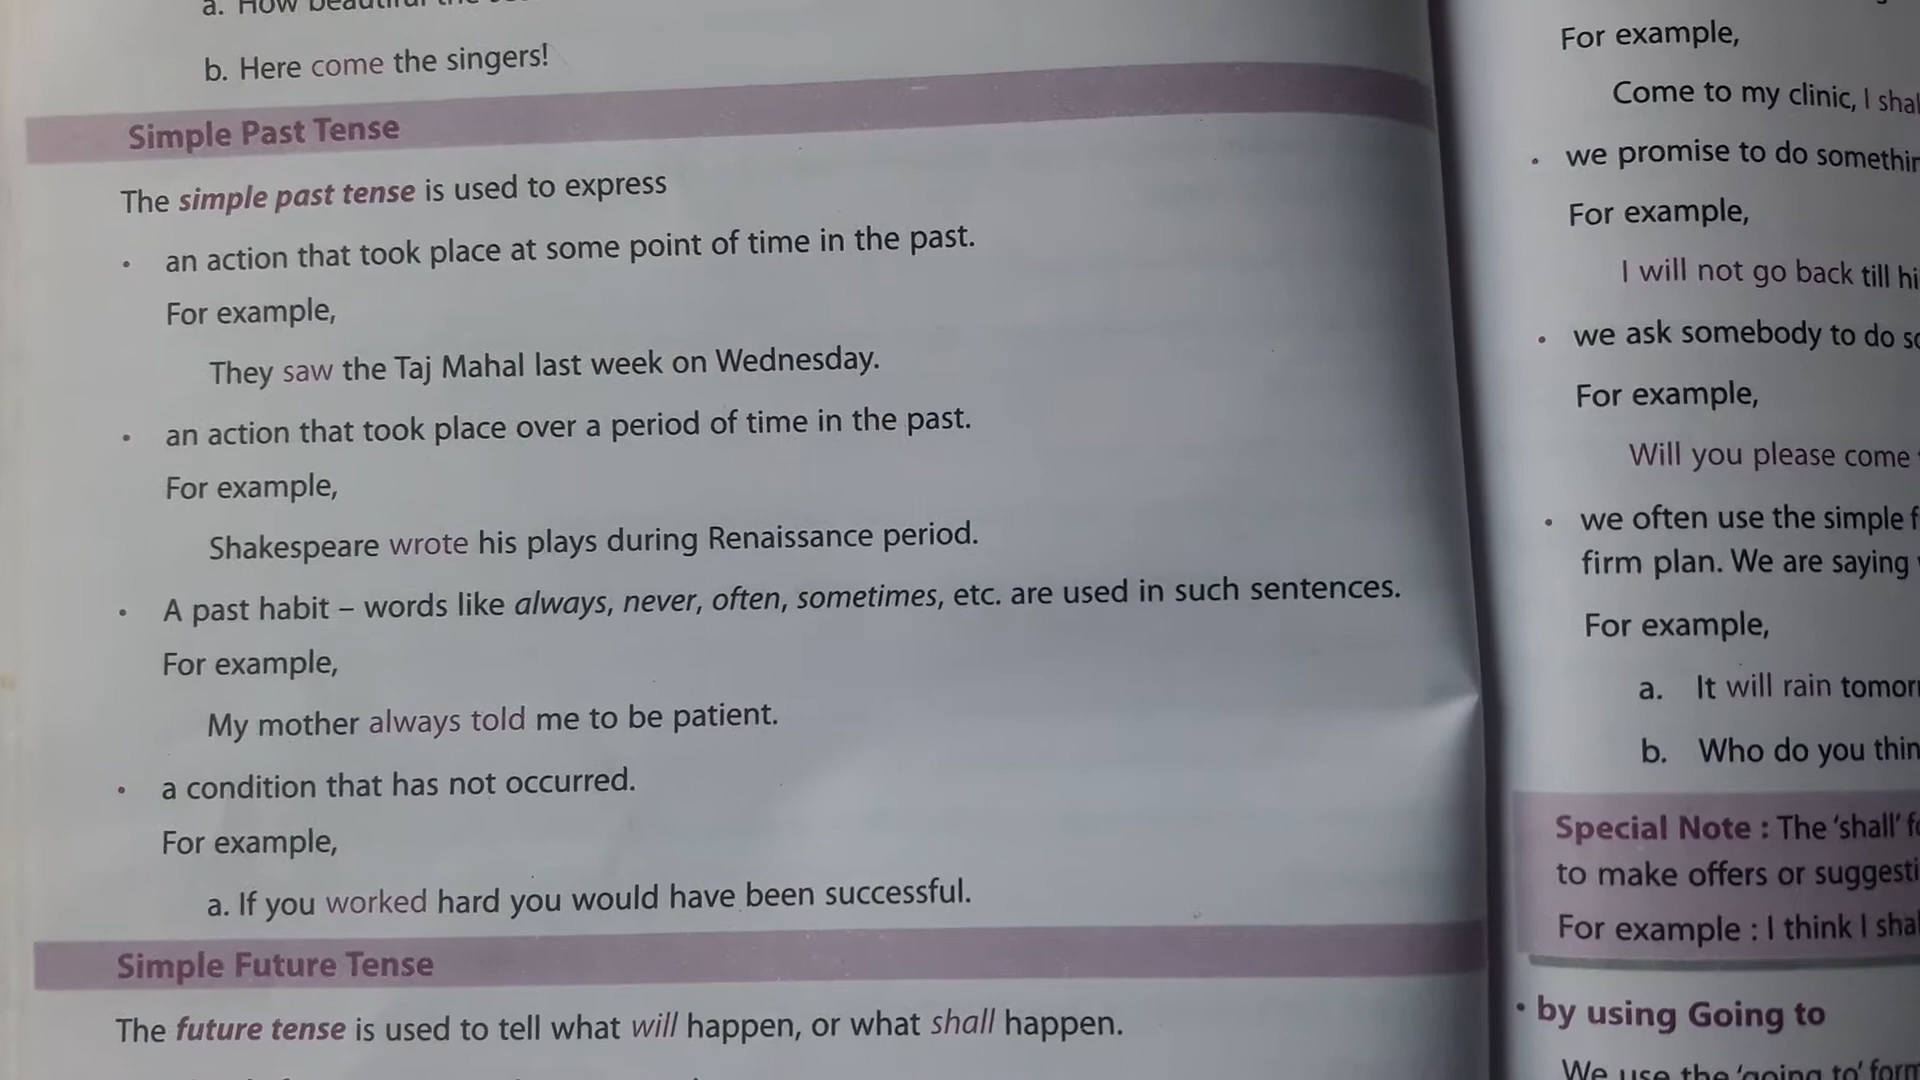 a. How beautiful the
b. Here come the singers!
Simple Past Tense
The simple past tense is used to express
• an action that took place at some point of time in the past.
For example,
They saw the Taj Mahal last week on Wednesday.
• an action that took place over a period of time in the past.
For example,
Shakespeare wrote his plays during Renaissance period.
• A past habit – words like always, never, often, sometimes, etc. are used in such sentences.
For example,
My mother always told me to be patient.
• a condition that has not occurred.
For example,
a. If you worked hard you would have been successful.
Simple Future Tense
The future tense is used to tell what will happen, or what shall happen.
For example,
Come to my clinic, I
• we promise to do
For example,
I will not go back till
• we ask somebody to do
For example,
Will you please come
• we often use the simple
firm plan. We are saying
For example,
a. It will rain
b. Who do you
Special Note : The ‘shall’
to make offers or
For example : I think I
• by using Going to
We use the ‘going to’